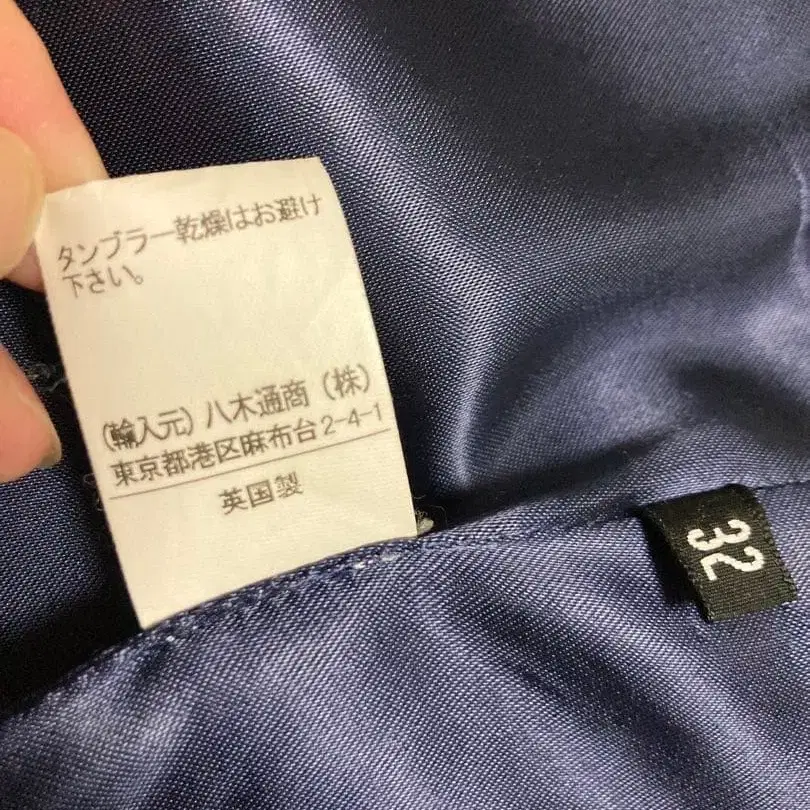 タンブラー乾燥はお避け
下さい。
(輸入元) 八木通商 (株)
東京都港区麻布台2-4-1
英国製
32